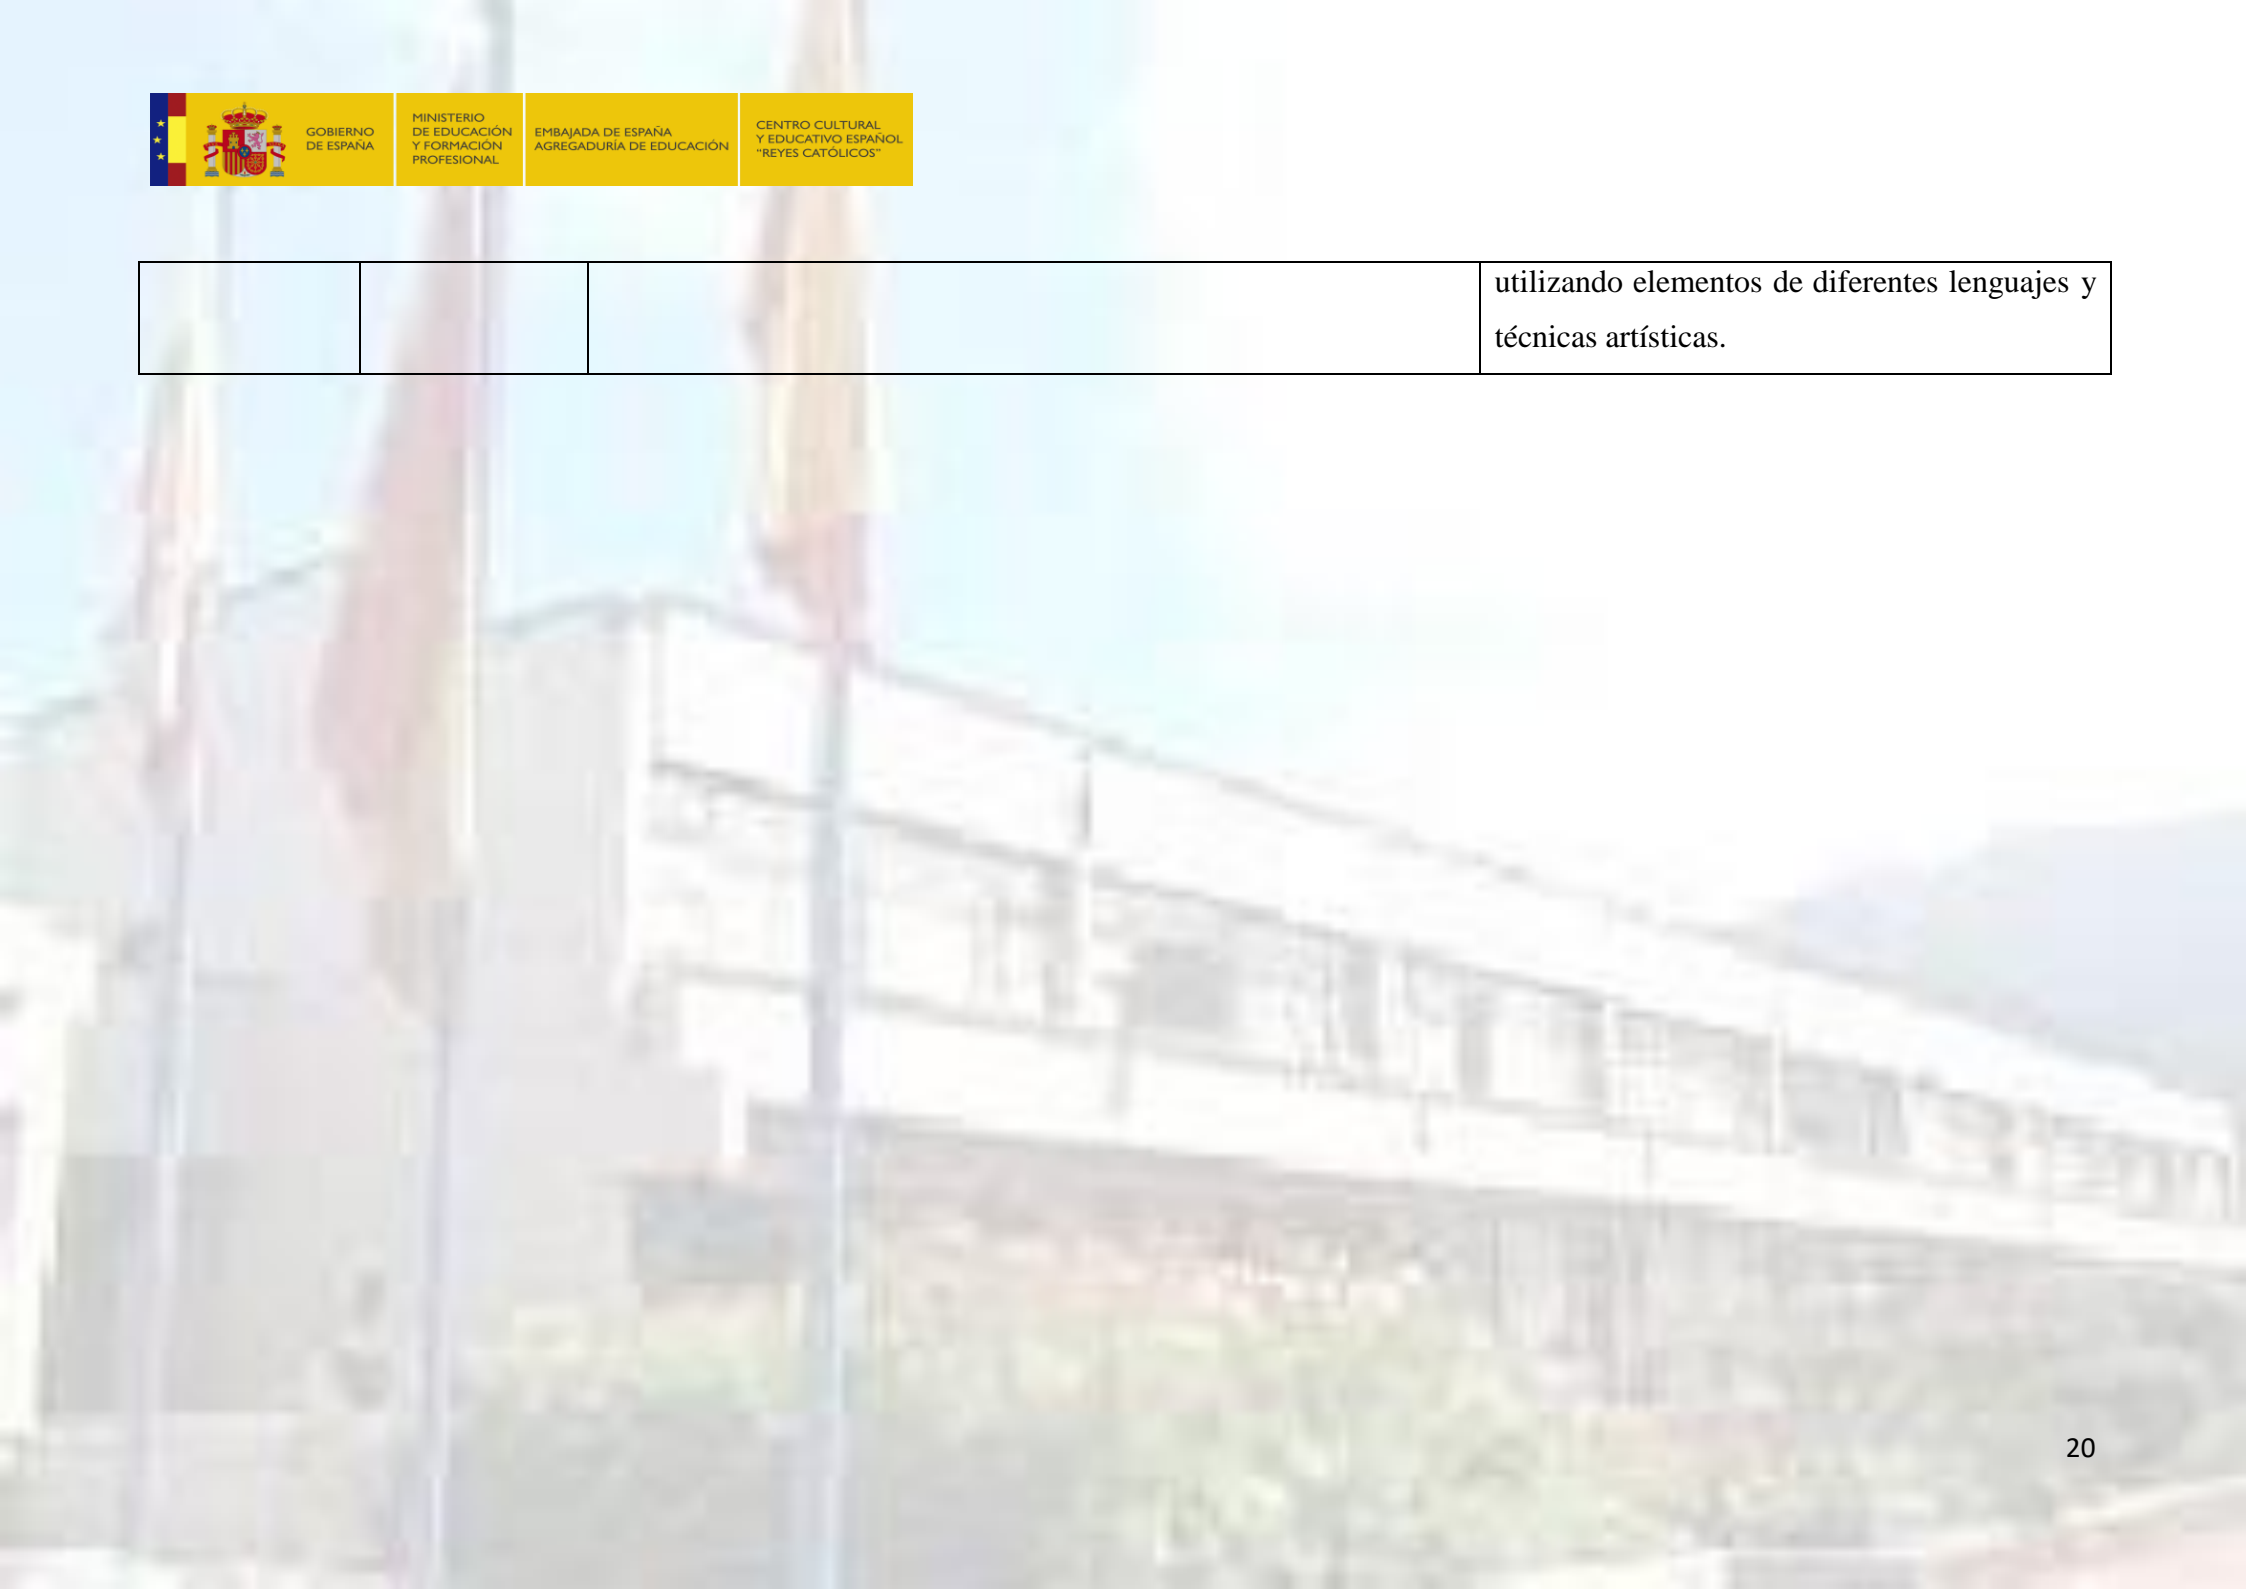 GOBIERNO
DE ESPAÑA
MINISTERIO
DE EDUCACIÓN
Y FORMACIÓN
PROFESIONAL
EMBAJADA DE ESPAÑA
AGREGADURÍA DE EDUCACIÓN
CENTRO CULTURAL
Y EDUCATIVO ESPAÑOL
"REYES CATÓLICOS"
utilizando elementos de diferentes lenguajes y
técnicas artísticas.
20